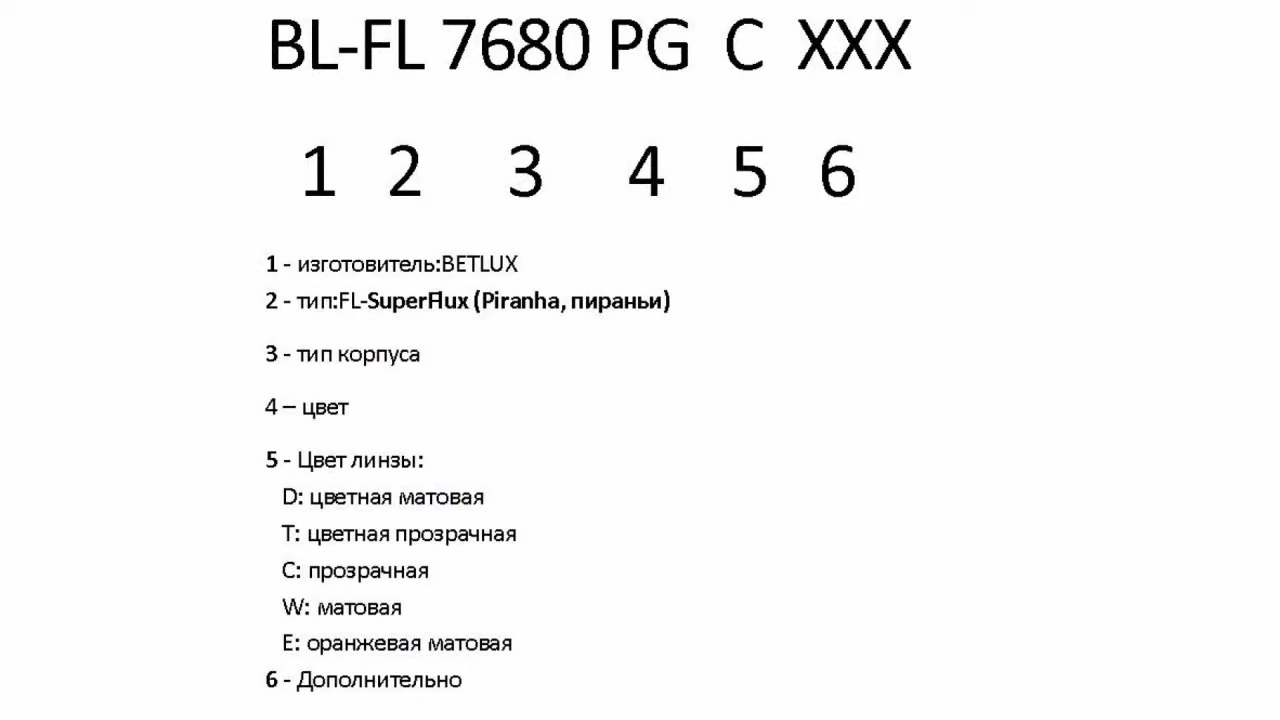 BL-FL 7680 PG C XXX
1 2 3 4 5 6
1 - изготовитель:BETLUX
2 - тип:FL-SuperFlux (Piranha, пираньи)
3 - тип корпуса
4 – цвет
5 - Цвет линзы:
D: цветная матовая
T: цветная прозрачная
C: прозрачная
W: матовая
E: оранжевая матовая
6 - Дополнительно